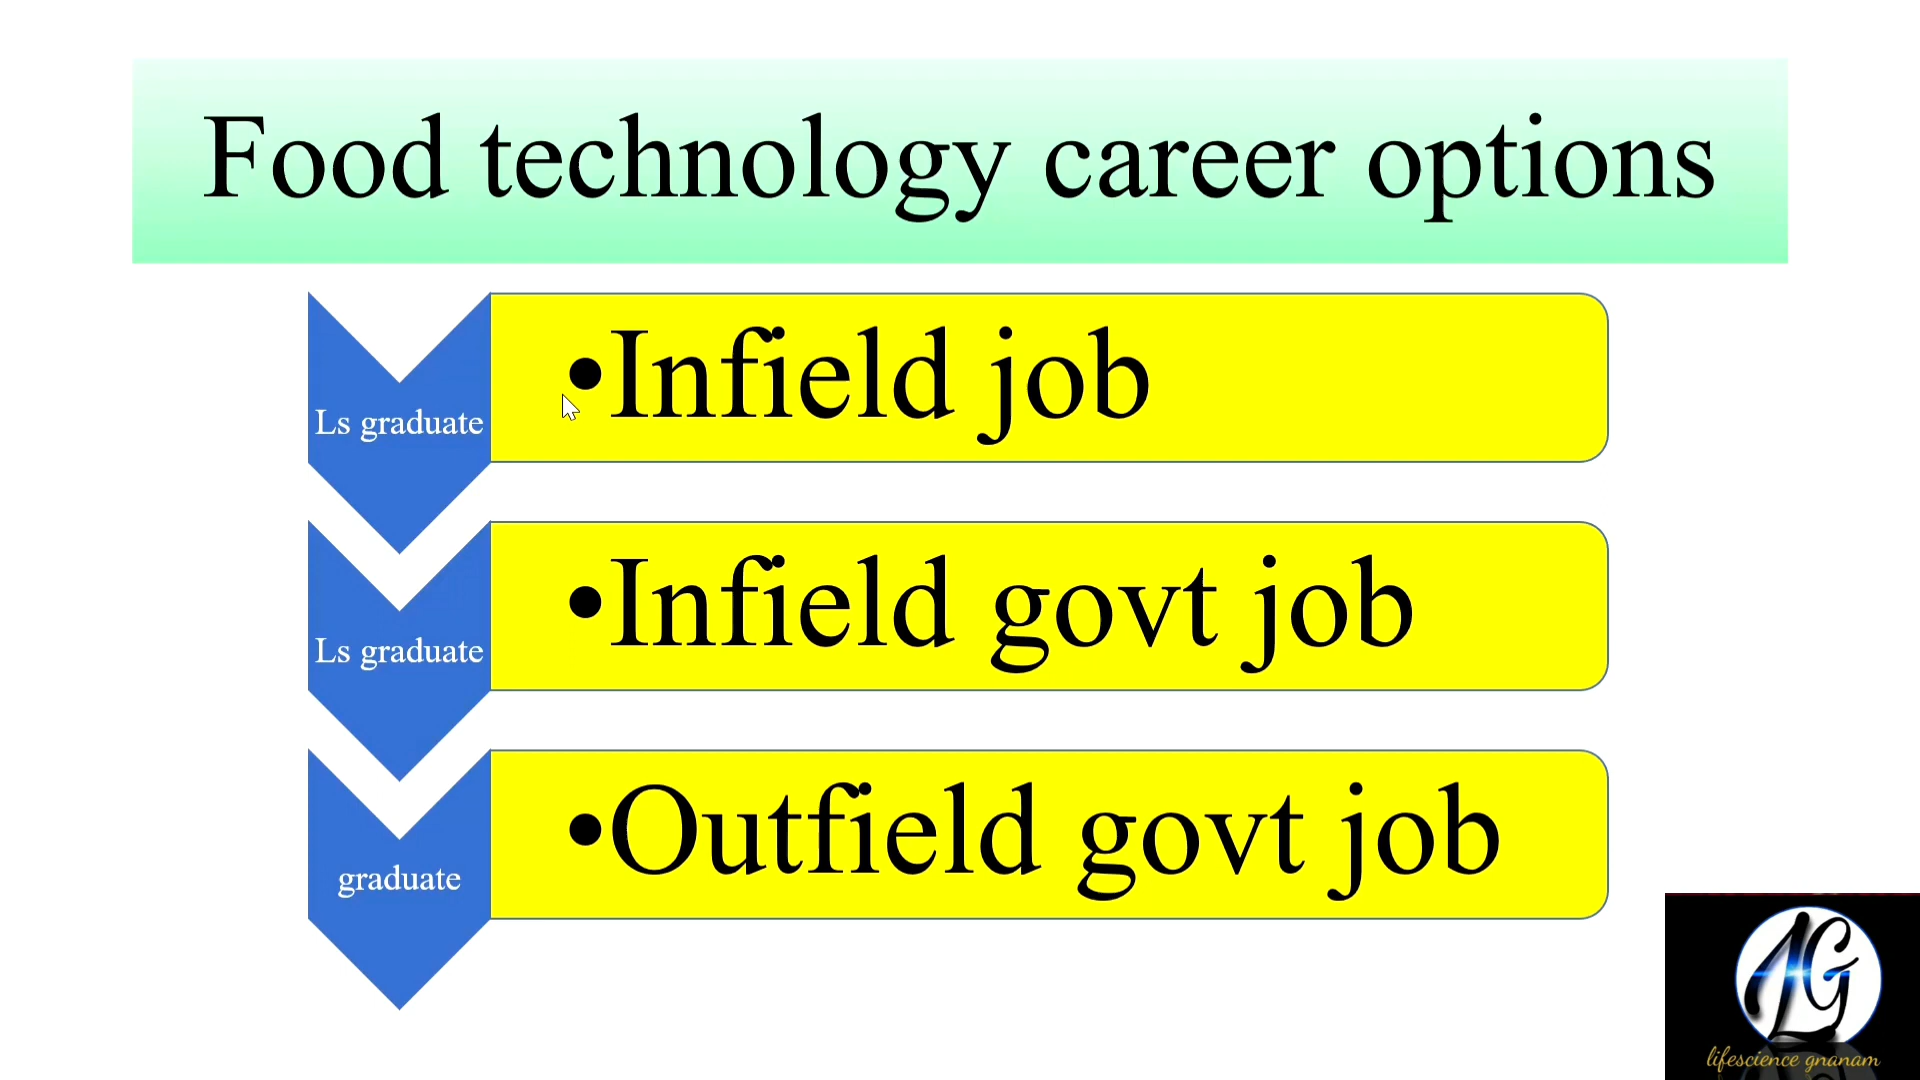 Food technology career options
Ls graduate
•Infield job
Ls graduate
•Infield govt job
graduate
•Outfield govt job
LG
lifescience gnanam